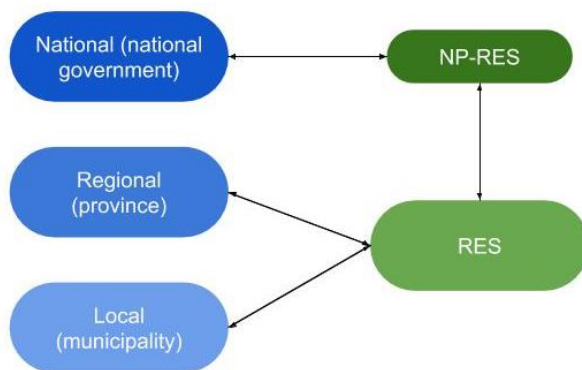 National (national
government)
NP-RES
Regional
(province)
RES
Local
(municipality)